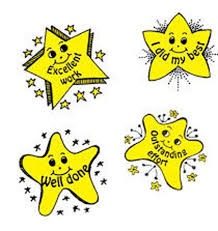 Excellent
work
I did my best
Well done
Outstanding
effort